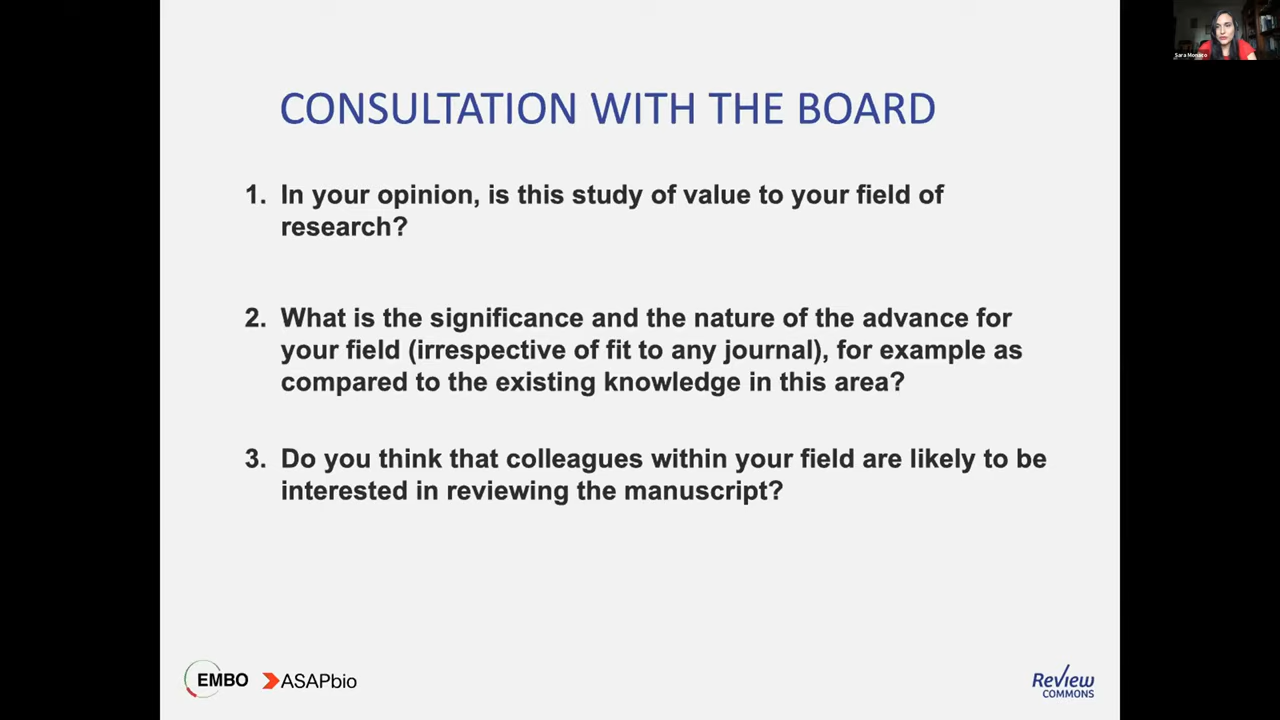 Sara Monaco
CONSULTATION WITH THE BOARD
1. In your opinion, is this study of value to your field of
research?
2. What is the significance and the nature of the advance for
your field (irrespective of fit to any journal), for example as
compared to the existing knowledge in this area?
3. Do you think that colleagues within your field are likely to be
interested in reviewing the manuscript?
EMBO
ASAPbio
Review
COMMONS